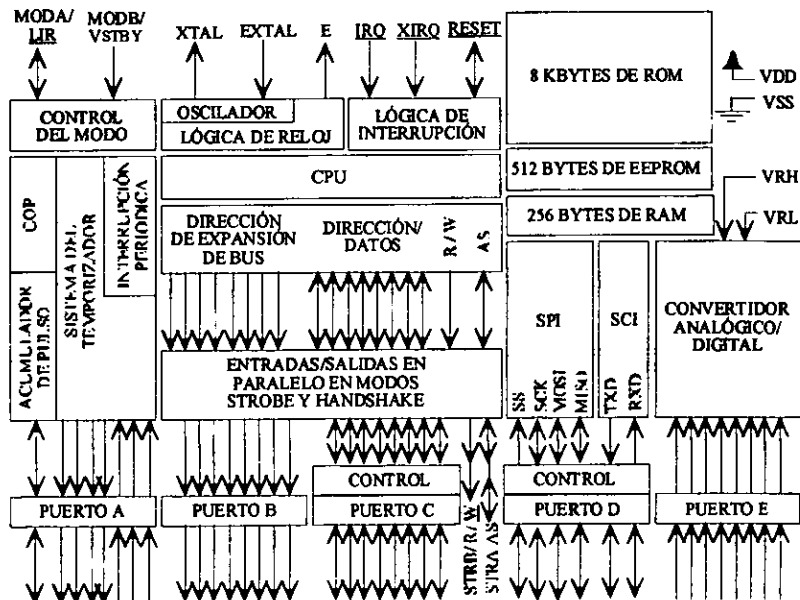 MODA/ MODB/
LIR VSTBY XTAL EXTAL E IRQ XIRQ RESET
8 KBYTES DE ROM
VDD
VSS
CONTROL
DEL MODO
OSCILADOR
LÓGICA DE RELOJ
LÓGICA DE
INTERRUPCIÓN
CPU
512 BYTES DE EEPROM
VRH
256 BYTES DE RAM
VRL
COP
ACUMULADOR
DE PULSO
SISTEMA DEL
TEMPORIZADOR
INTERRUPCIÓN
PERIODICA
DIRECCIÓN
DE EXPANSIÓN
DE BUS
DIRECCIÓN/
DATOS
R/W
AS
SPI
SCI
CONVERTIDOR
ANALÓGICO/
DIGITAL
ENTRADAS/SALIDAS EN
PARALELO EN MODOS
STROBE Y HANDSHAKE
SS
SCK
MOSI
MISO
TXD
RXD
CONTROL
CONTROL
PUERTO A
PUERTO B
PUERTO C
STRB/R/W
STRA AS
PUERTO D
PUERTO E